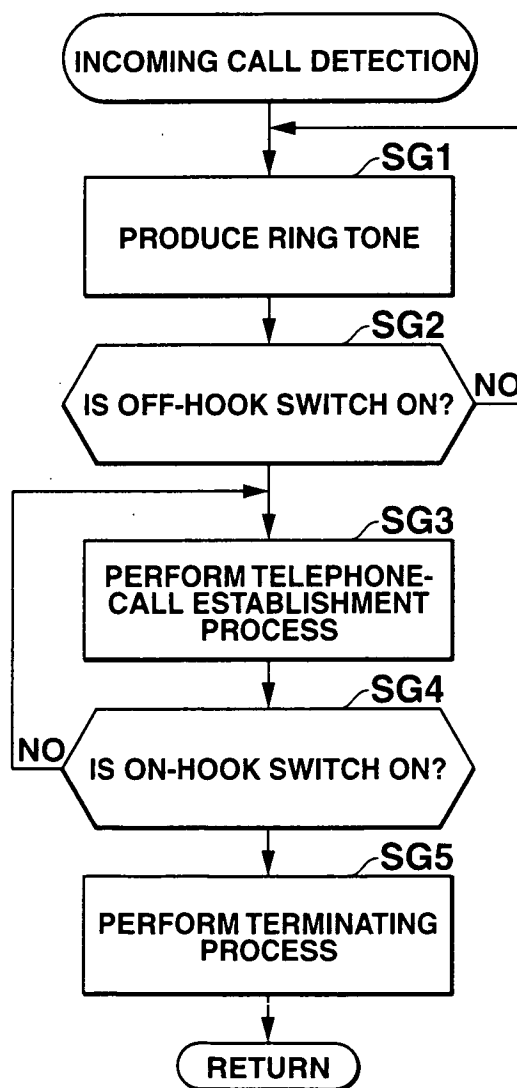 INCOMING CALL DETECTION
SG1
PRODUCE RING TONE
SG2
IS OFF-HOOK SWITCH ON?
NO
SG3
PERFORM TELEPHONE-
CALL ESTABLISHMENT
PROCESS
SG4
NO
IS ON-HOOK SWITCH ON?
SG5
PERFORM TERMINATING
PROCESS
RETURN